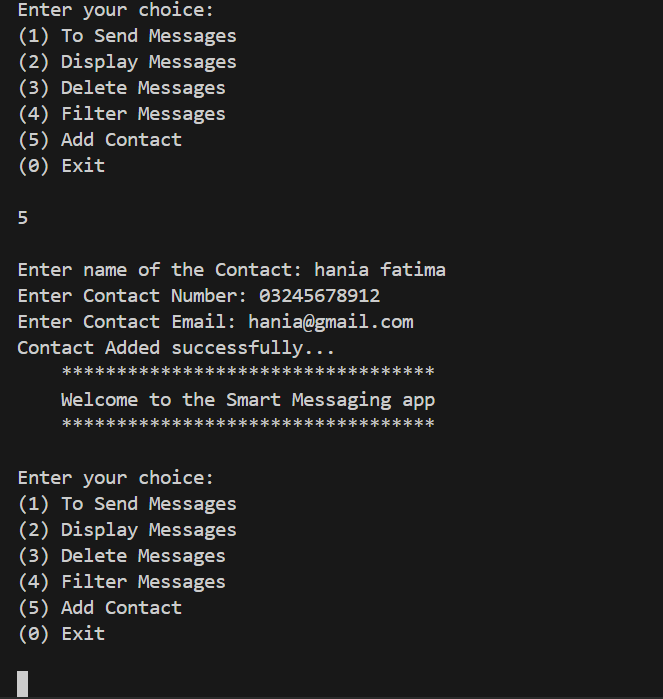 Enter your choice:
(1) To Send Messages
(2) Display Messages
(3) Delete Messages
(4) Filter Messages
(5) Add Contact
(0) Exit
5
Enter name of the Contact: hania fatima
Enter Contact Number: 03245678912
Enter Contact Email: hania@gmail.com
Contact Added successfully...
**********************************
Welcome to the Smart Messaging app
**********************************
Enter your choice:
(1) To Send Messages
(2) Display Messages
(3) Delete Messages
(4) Filter Messages
(5) Add Contact
(0) Exit